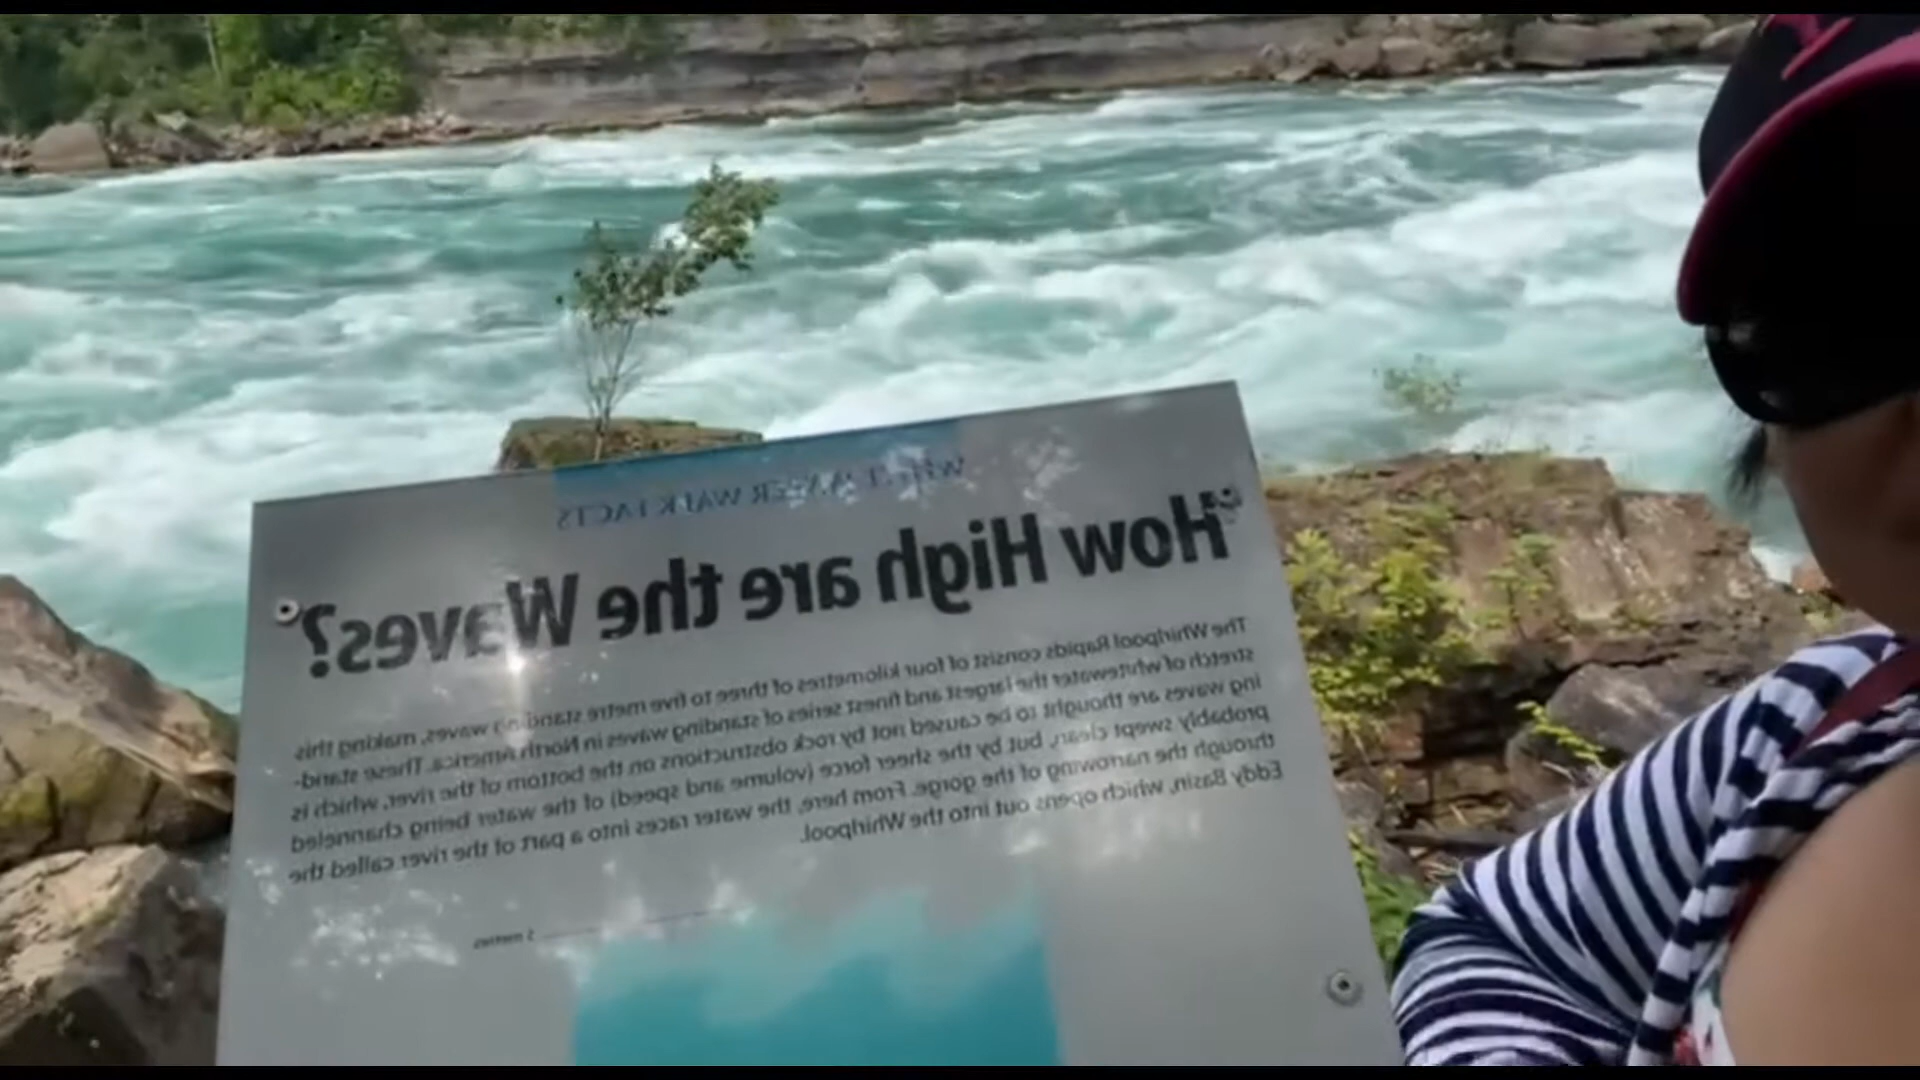 WHITE WATER WALK FACTS
How High are the Waves?
The Whirlpool Rapids consist of four kilometres of three to five metre standing waves, making this
stretch of whitewater the largest and finest series of standing waves in North America. These stand-
ing waves are thought to be caused not by rock obstructions on the bottom of the river, which is
probably swept clean, but by the sheer force (volume and speed) of the water being channeled
through the narrowing of the gorge. From here, the water races into a part of the river called the
Eddy Basin, which opens out into the Whirlpool.
5 metres